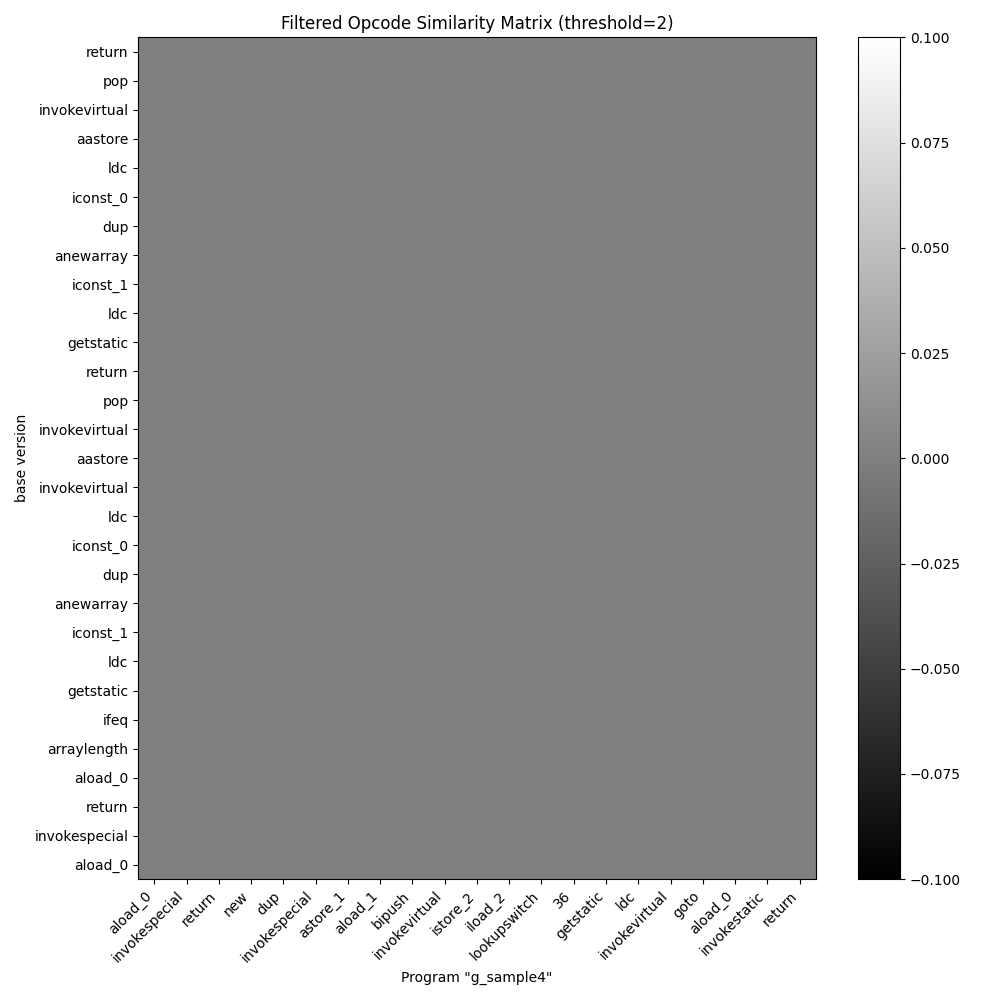 Filtered Opcode Similarity Matrix (threshold=2)
return
pop
invokevirtual
aastore
ldc
iconst_0
dup
anewarray
iconst_1
ldc
getstatic
return
pop
invokevirtual
aastore
invokevirtual
ldc
iconst_0
dup
anewarray
iconst_1
ldc
getstatic
ifeq
arraylength
aload_0
return
invokespecial
aload_0
base version
aload_0
invokespecial
return
new
dup
invokespecial
astore_1
aload_1
bipush
invokevirtual
istore_2
iload_2
lookupswitch
36
getstatic
ldc
invokevirtual
goto
aload_0
invokestatic
return
Program "g_sample4"
0.100
0.075
0.050
0.025
0.000
−0.025
−0.050
−0.075
−0.100